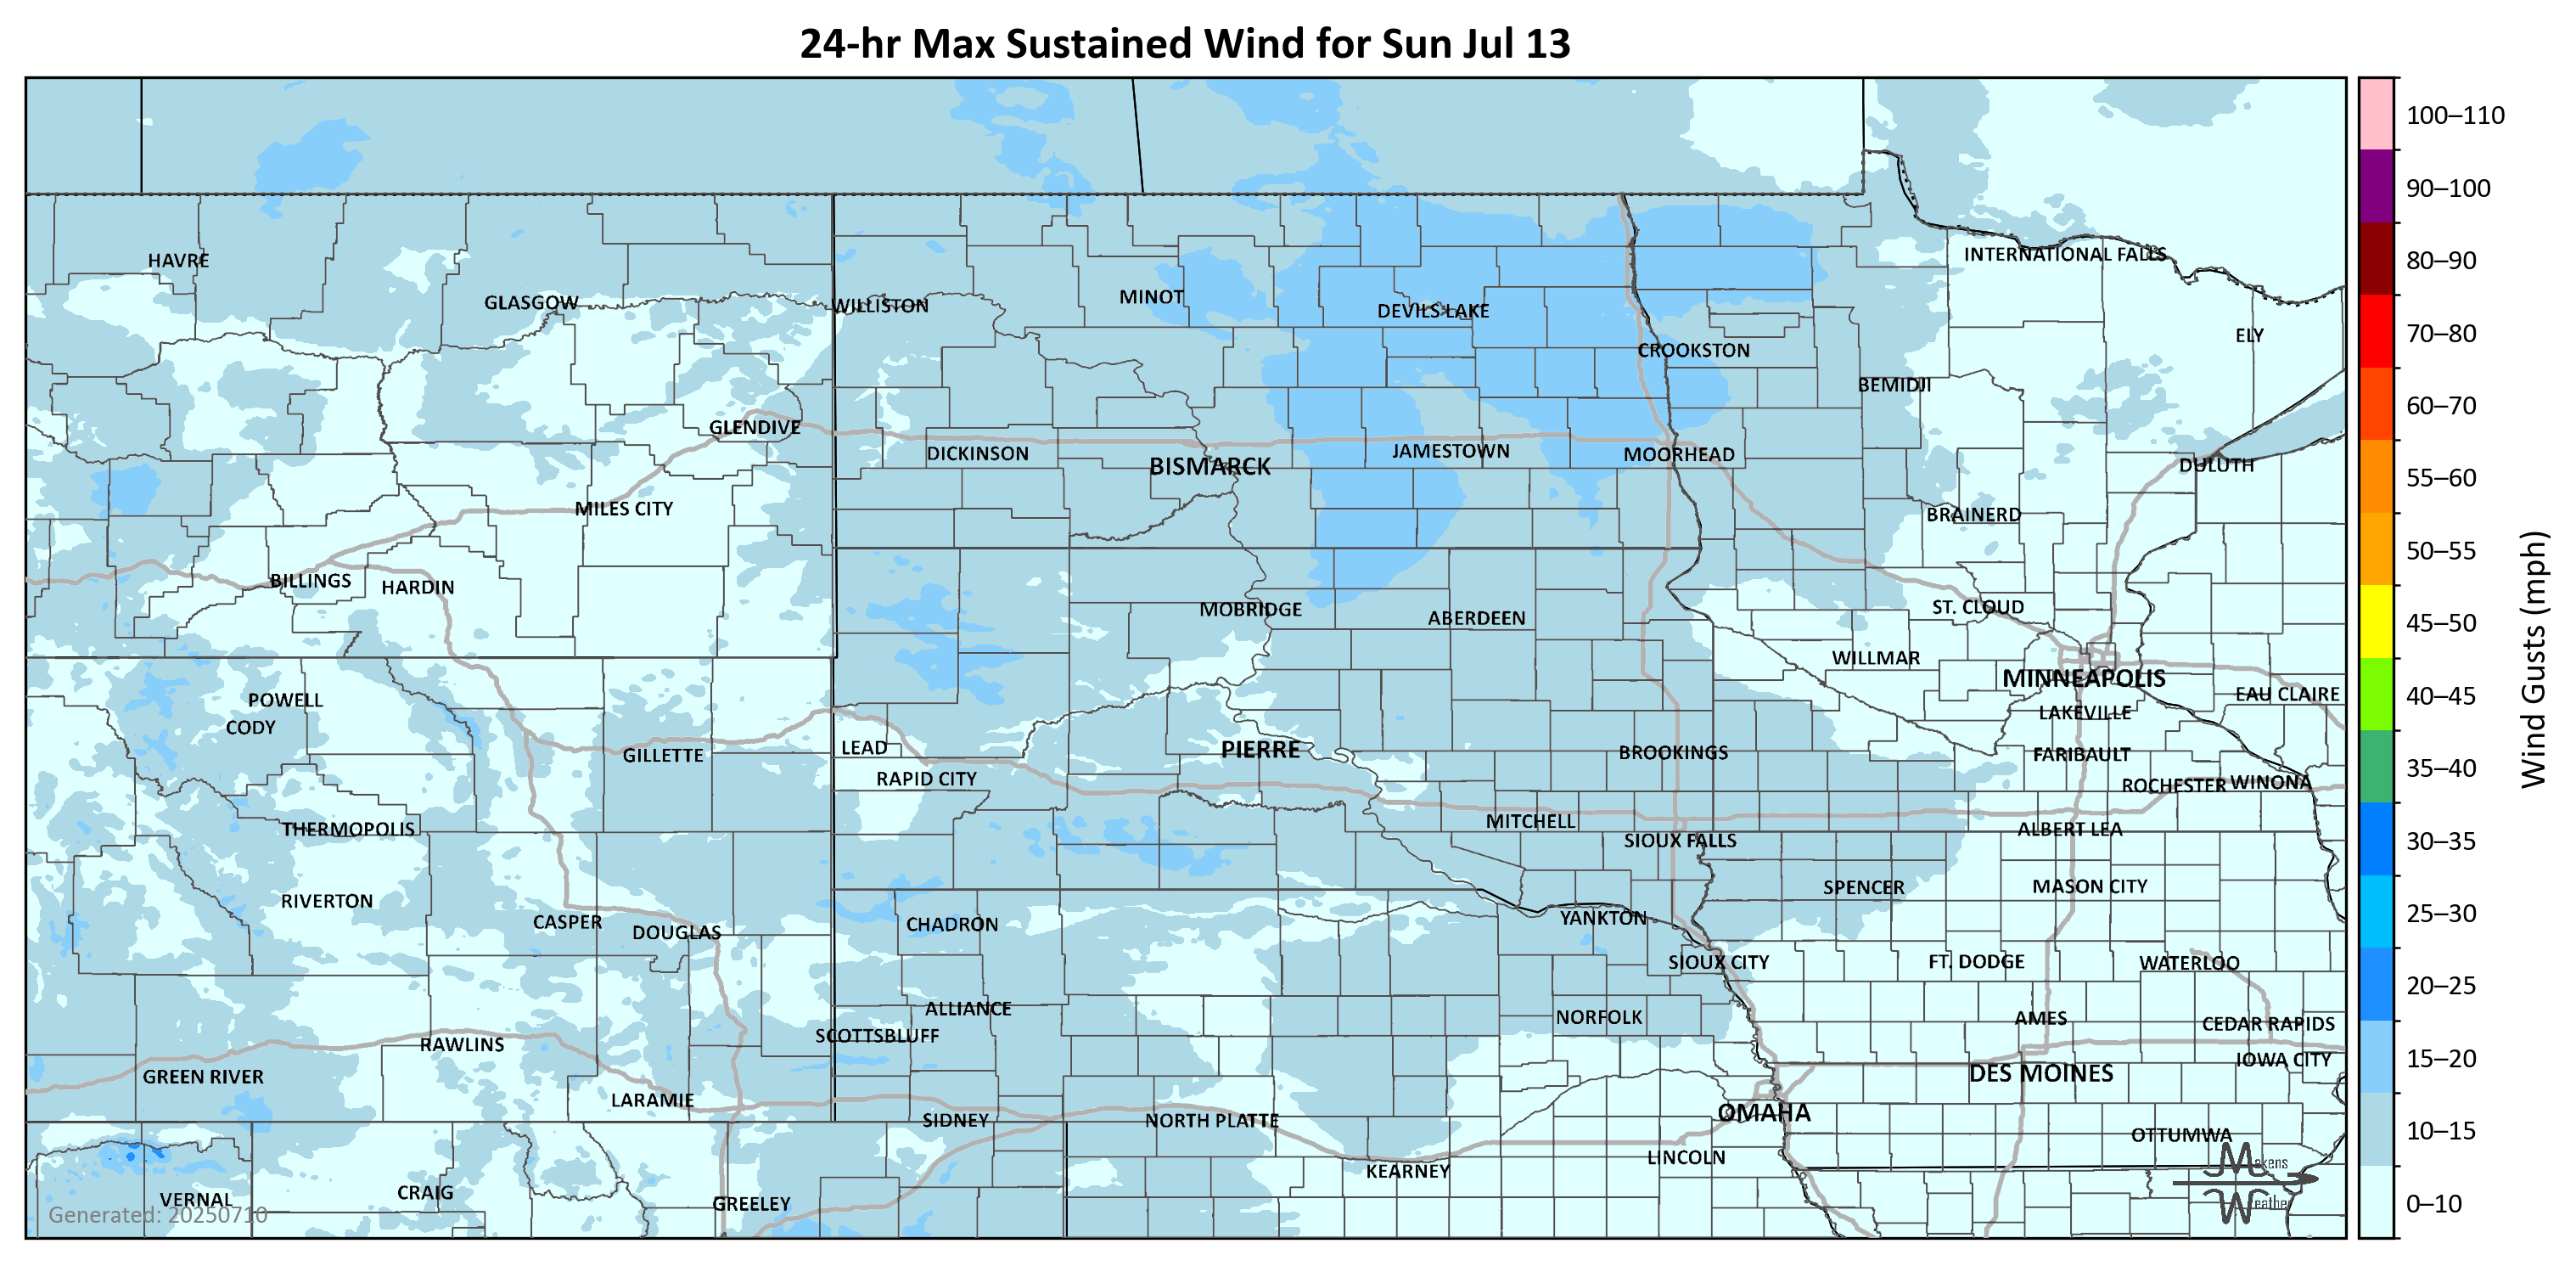 24-hr Max Sustained Wind for Sun Jul 13
HAVRE
GLASGOW
WILLISTON
MINOT
DEVILS LAKE
CROOKSTON
INTERNATIONAL FALLS
ELY
BEMIDJI
GLENDIVE
DICKINSON
BISMARCK
JAMESTOWN
MOORHEAD
DULUTH
MILES CITY
BRAINERD
BILLINGS
HARDIN
MOBRIDGE
ABERDEEN
ST. CLOUD
WILLMAR
MINNEAPOLIS
EAU CLAIRE
POWELL
CODY
LAKEVILLE
GILLETTE
LEAD
PIERRE
BROOKINGS
FARIBAULT
RAPID CITY
ROCHESTER
WINONA
THERMOPOLIS
MITCHELL
SIOUX FALLS
ALBERT LEA
RIVERTON
SPENCER
MASON CITY
CASPER
DOUGLAS
CHADRON
YANKTON
SIOUX CITY
FT. DODGE
WATERLOO
ALLIANCE
NORFOLK
AMES
CEDAR RAPIDS
SCOTTSBLUFF
RAWLINS
IOWA CITY
GREEN RIVER
DES MOINES
LARAMIE
SIDNEY
NORTH PLATTE
OMAHA
OTTUMWA
KEARNEY
LINCOLN
VERNAL
CRAIG
GREELEY
Generated: 20250710
Makens
Weather
100–110
90–100
80–90
70–80
60–70
55–60
50–55
45–50
40–45
35–40
30–35
25–30
20–25
15–20
10–15
0–10
Wind Gusts (mph)